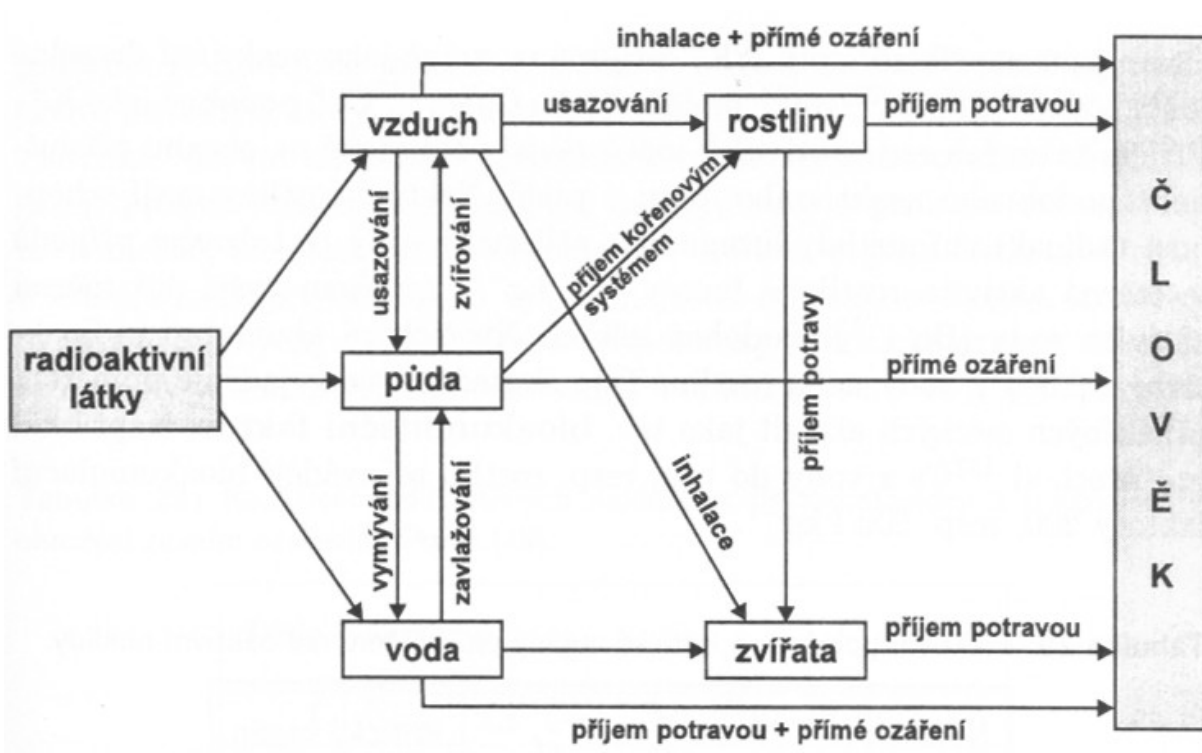 inhalace + přímé ozáření
vzduch
usazování
rostliny
příjem potravou
usazování
zvířování
příjem kořenovým
systémem
radioaktivní
látky
půda
příjem potravy
přímé ozáření
vymývání
zavlažování
inhalace
voda
zvířata
příjem potravou
příjem potravou + přímé ozáření
Č
L
O
V
Ě
K